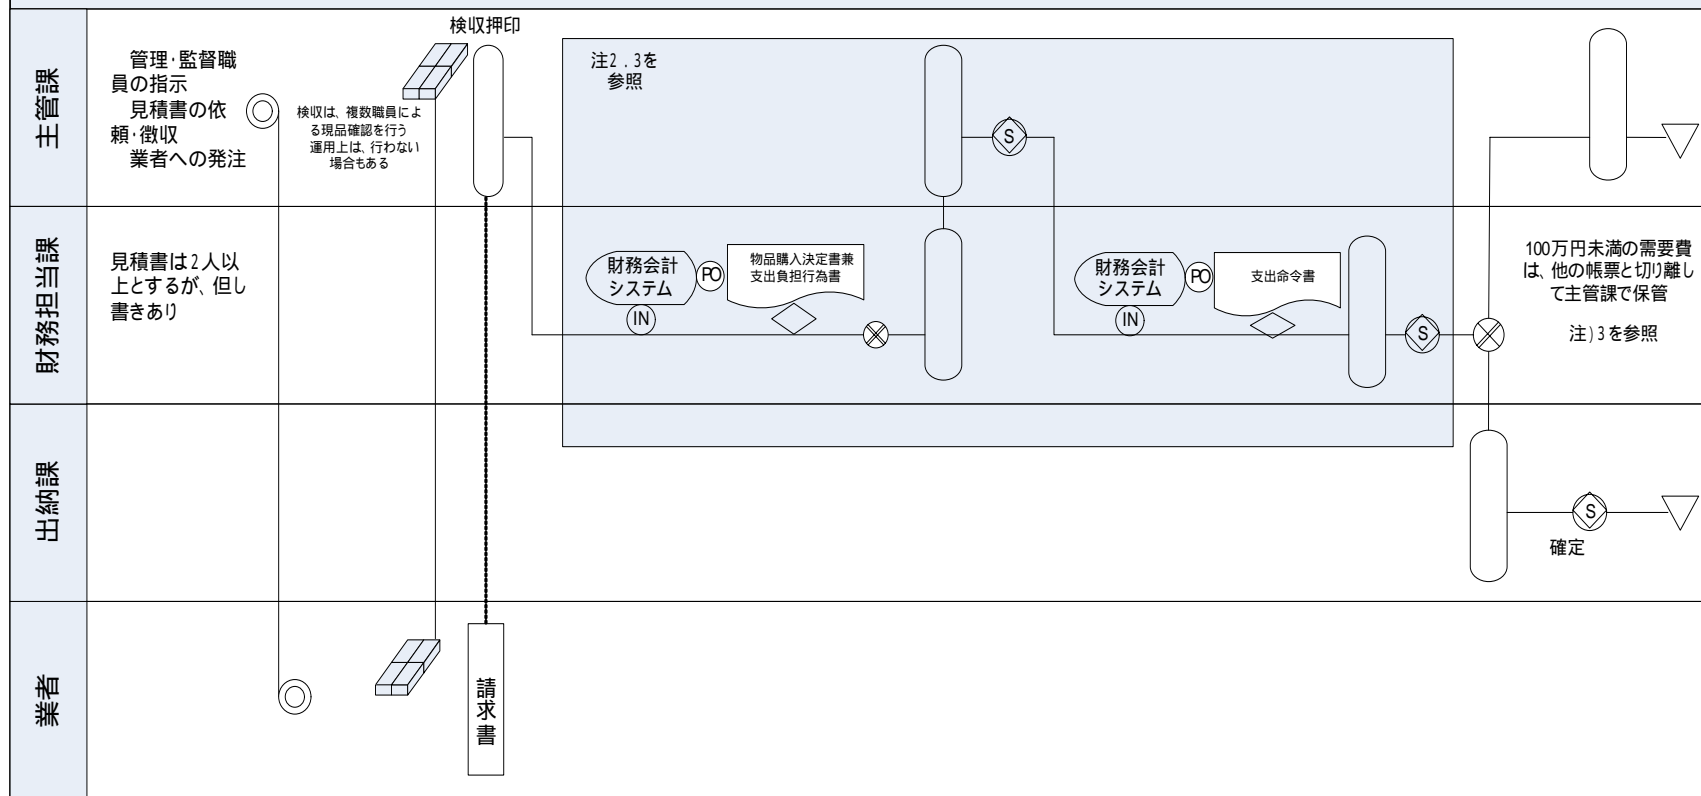 検収押印
主管課
管理・監督職
員の指示
見積書の依
頼・徴収
業者への発注
検収は、複数職員によ
る現品確認を行う
運用上は、行わない
場合もある
注2．3を
参照
S
財務担当課
見積書は2人以
上とするが、但し
書きあり
財務会計
システム
PO
IN
物品購入決定書兼
支出負担行為書
財務会計
システム
PO
IN
支出命令書
S
100万円未満の需要費
は、他の帳票と切り離し
て主管課で保管
注)3を参照
出納課
S
確定
業者
請求書